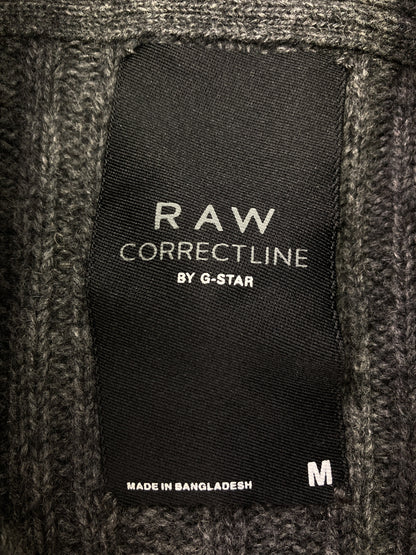 RAW
CORRECTLINE
BY G-STAR
M
MADE IN BANGLADESH